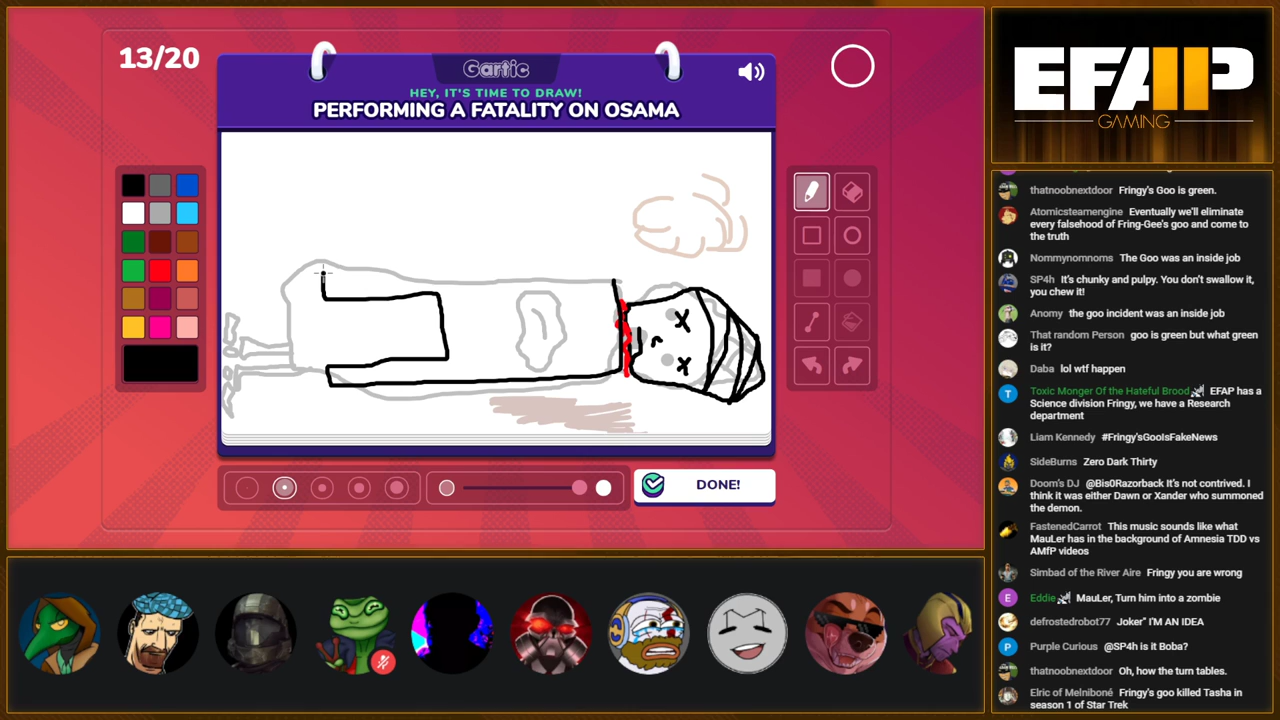 13/20
Gartic
HEY, IT'S TIME TO DRAW!
PERFORMING A FATALITY ON OSAMA
DONE!
EFAP
GAMING
thatnoobnextdoor Fringy's Goo is green.
Atomicsteamengine Eventually we'll eliminate
every falsehood of Fring-Gee's goo and come to
the truth
Nommynomnoms The Goo was an inside job
SP4h It's chunky and pulpy. You don't swallow it,
you chew it!
Anomy the goo incident was an inside job
That random Person goo is green but what green
is it?
Daba lol wtf happen
Toxic Monger Of the Hateful Brood EFAP has a
Science division Fringy, we have a Research
department
Liam Kennedy #Fringy'sGooIsFakeNews
SideBurns Zero Dark Thirty
Doom's DJ @Bis0Razorback It's not contrived. I
think it was either Dawn or Xander who summoned
the demon.
FastenedCarrot This music sounds like what
MauLer has in the background of Amnesia TDD vs
AMfP videos
Simbad of the River Aire Fringy you are wrong
E Eddie MauLer, Turn him into a zombie
defrostedrobot77 Joker" I'M AN IDEA
P Purple Curious @SP4h is it Boba?
thatnoobnextdoor Oh, how the turn tables.
Elric of Melniboné Fringy's goo killed Tasha in
season 1 of Star Trek